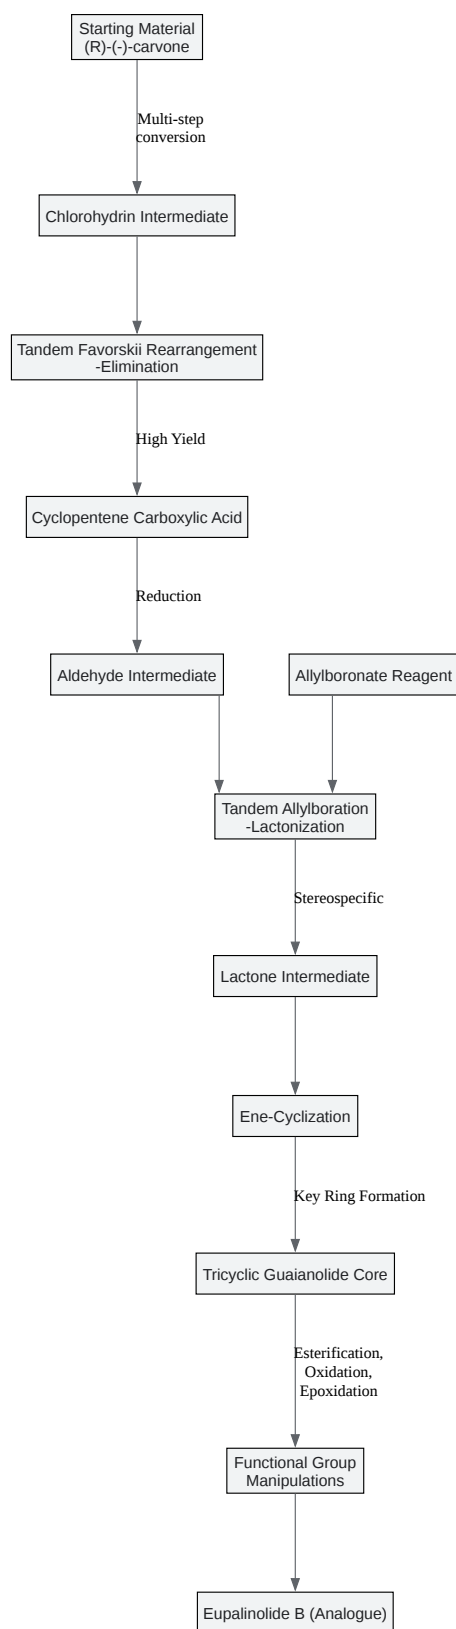 Starting Material
(R)-(-)-carvone
Multi-step
conversion
Chlorohydrin Intermediate
Tandem Favorskii Rearrangement
-Elimination
High Yield
Cyclopentene Carboxylic Acid
Reduction
Aldehyde Intermediate
Allylboronate Reagent
Tandem Allylboration
-Lactonization
Stereospecific
Lactone Intermediate
Ene-Cyclization
Key Ring Formation
Tricyclic Guaianolide Core
Esterification,
Oxidation,
Epoxidation
Functional Group
Manipulations
Eupalinolide B (Analogue)